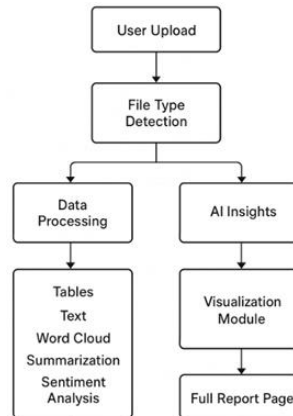 User Upload
File Type
Detection
Data
Processing
AI Insights
Tables
Text
Word Cloud
Summarization
Sentiment
Analysis
Visualization
Module
Full Report Page